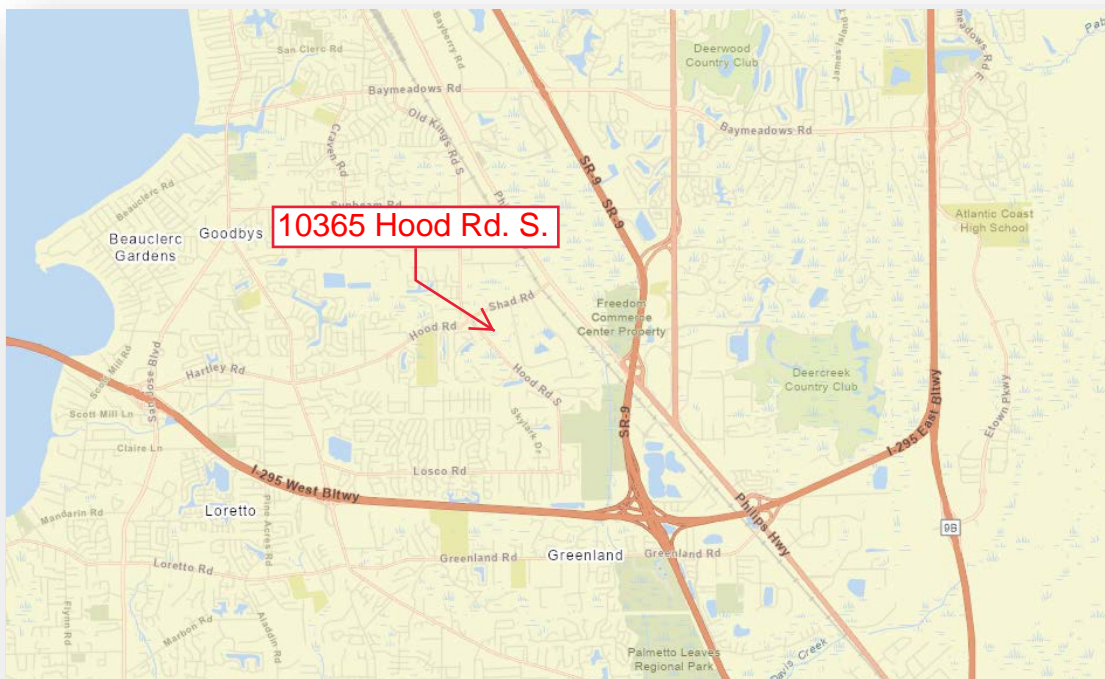 San Clerc Rd
Bayberry Rd
Deerwood
Country Club
James Island
Baymeadows Rd
Old Kings Rd S
Craven Rd
Baymeadows Rd
SR-9
SR-9
Beauclerc Rd
Sunbeam Rd
10365 Hood Rd. S.
Beauclerc
Gardens
Goodbys
Atlantic Coast
High School
Shad Rd
Hood Rd
Freedom
Commerce
Center Property
Scott Mill Rd
San Jose Blvd
Hartley Rd
Hood Rd S
Deercreek
Country Club
Scott Mill Ln
Skylark Dr
SR-9
Etown Pkwy
I-295 East Bltwy
Claire Ln
Losco Rd
I-295 West Bltwy
Loretto
Pine Acres Rd
Philips Hwy
Mandarin Rd
9B
Greenland Rd
Greenland
Greenland Rd
Loretto Rd
Flynn Rd
Marbon Rd
Aladdin Rd
Palmetto Leaves
Regional Park
Davis Creek